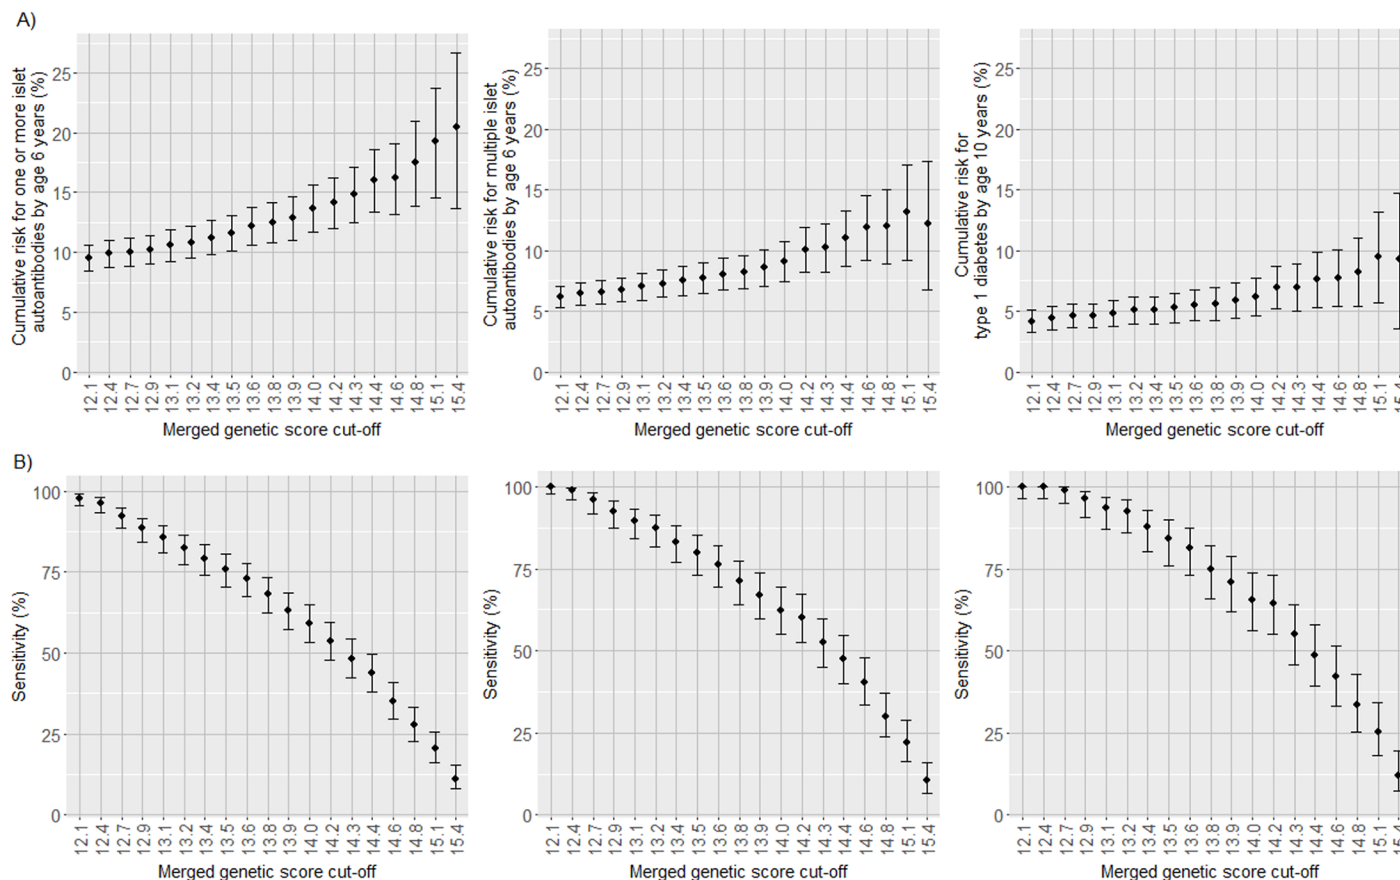 A)
Cumulative risk for one or more islet
autoantibodies by age 6 years (%)
25
20
15
10
5
0
12.1 12.4 12.7 12.9 13.1 13.2 13.4 13.5 13.6 13.8 13.9 14.0 14.2 14.3 14.4 14.6 14.8 15.1 15.4
Merged genetic score cut-off
Cumulative risk for multiple islet
autoantibodies by age 6 years (%)
25
20
15
10
5
0
12.1 12.4 12.7 12.9 13.1 13.2 13.4 13.5 13.6 13.8 13.9 14.0 14.2 14.3 14.4 14.6 14.8 15.1 15.4
Merged genetic score cut-off
Cumulative risk for
type 1 diabetes by age 10 years (%)
25
20
15
10
5
0
12.1 12.4 12.7 12.9 13.1 13.2 13.4 13.5 13.6 13.8 13.9 14.0 14.2 14.3 14.4 14.6 14.8 15.1 15.4
Merged genetic score cut-off
B)
Sensitivity (%)
100
75
50
25
0
12.1 12.4 12.7 12.9 13.1 13.2 13.4 13.5 13.6 13.8 13.9 14.0 14.2 14.3 14.4 14.6 14.8 15.1 15.4
Merged genetic score cut-off
Sensitivity (%)
100
75
50
25
0
12.1 12.4 12.7 12.9 13.1 13.2 13.4 13.5 13.6 13.8 13.9 14.0 14.2 14.3 14.4 14.6 14.8 15.1 15.4
Merged genetic score cut-off
Sensitivity (%)
100
75
50
25
0
12.1 12.4 12.7 12.9 13.1 13.2 13.4 13.5 13.6 13.8 13.9 14.0 14.2 14.3 14.4 14.6 14.8 15.1 15.4
Merged genetic score cut-off